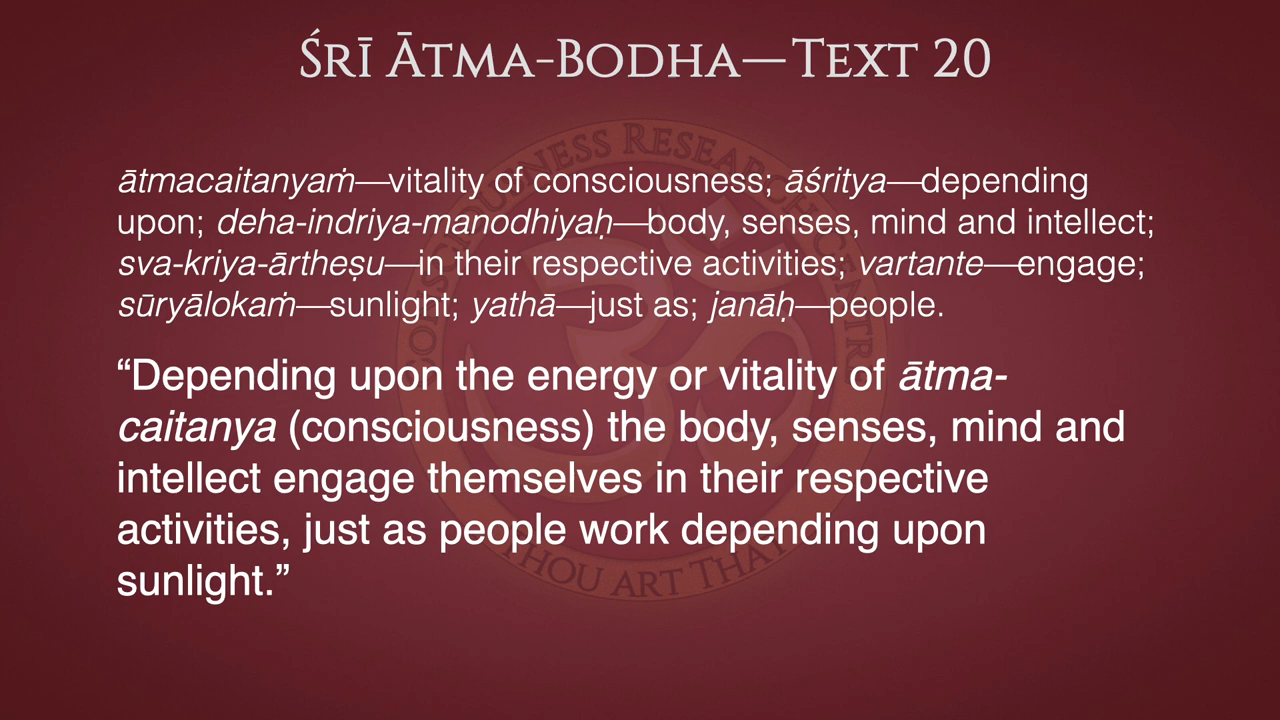 Śrī Ātma-Bodha—Text 20
ātmacaitanyaṁ—vitality of consciousness; āśritya—depending
upon; deha-indriya-manodhiyaḥ—body, senses, mind and intellect;
sva-kriya-ārtheṣu—in their respective activities; vartante—engage;
sūryālokaṁ—sunlight; yathā—just as; janāḥ—people.
“Depending upon the energy or vitality of ātma-
caitanya (consciousness) the body, senses, mind and
intellect engage themselves in their respective
activities, just as people work depending upon
sunlight.”
Thou Art That